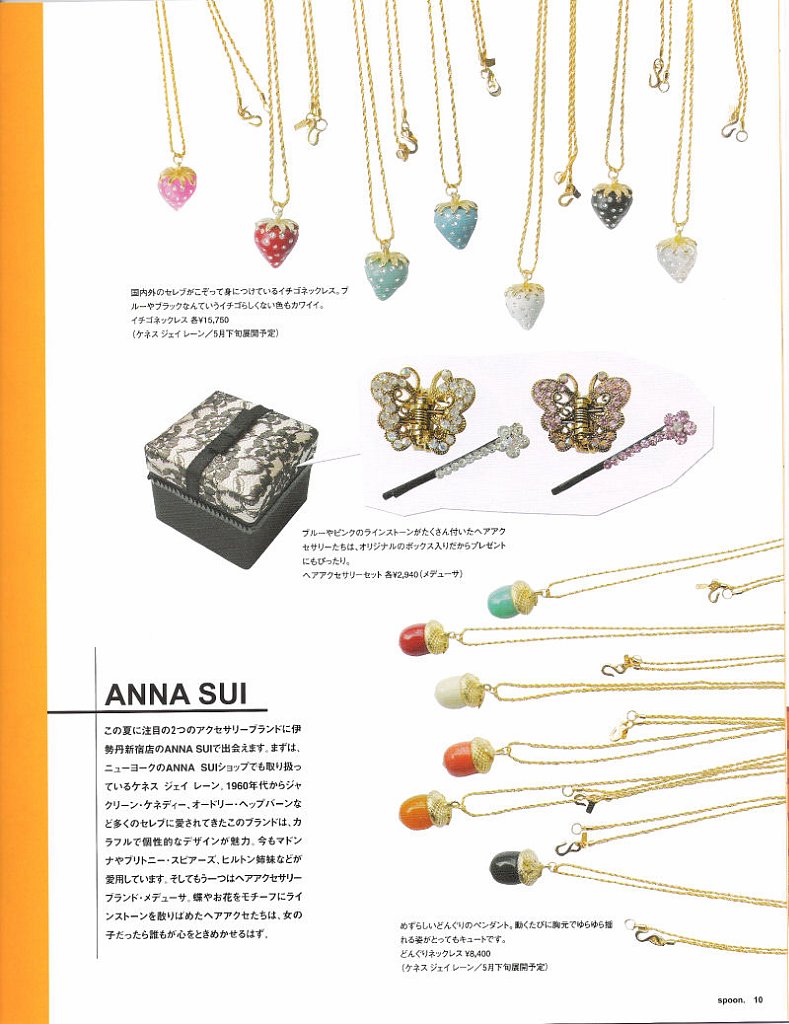 国内外のセレブがこぞって身につけているイチゴネックレス。ブ
ルーやブラックなんていうイチゴらしくない色もカワイイ。
イチゴネックレス 各¥15,750
（ケネス ジェイ レーン／5月下旬展開予定）
ブルーやピンクのラインストーンがたくさん付いたヘアアク
セサリーたちは、オリジナルのボックス入りだからプレゼント
にもぴったり。
ヘアアクセサリーセット 各¥2,940（メデューサ）
ANNA SUI
この夏に注目の2つのアクセサリーブランドに伊
勢丹新宿店のANNA SUIで出会えます。まずは、
ニューヨークのANNA SUIショップでも取り扱っ
ているケネス ジェイ レーン。1960年代からジャ
クリーン・ケネディー、オードリー・ヘップバーンな
ど多くのセレブに愛されてきたこのブランドは、カ
ラフルで個性的なデザインが魅力。今もマドン
ナやブリトニー・スピアーズ、ヒルトン姉妹などが
愛用しています。そしてもう一つはヘアアクセサリー
ブランド・メデューサ。蝶やお花をモチーフにライ
ンストーンを散りばめたヘアアクセたちは、女の
子だったら誰もが心をときめかせるはず。
めずらしいどんぐりのペンダント。動くたびに胸元でゆらゆら揺
れる姿がとってもキュートです。
どんぐりネックレス ¥8,400
（ケネス ジェイ レーン／5月下旬展開予定）
spoon. 10